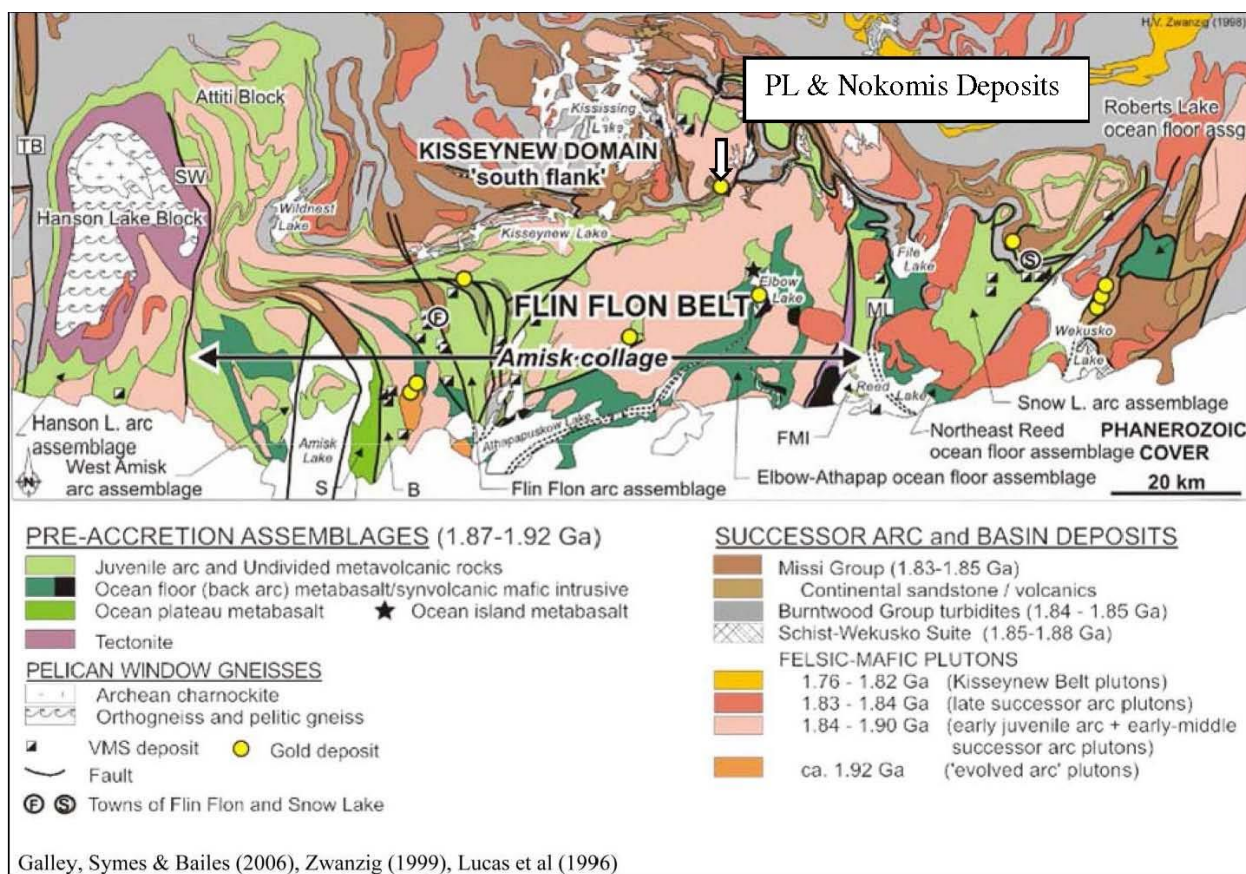 H.V. Zwanzig (1998)
PL & Nokomis Deposits
Attiti Block
Kississing
Lake
Roberts Lake
ocean floor assg
TB
SW
KISSEYNEW DOMAIN
'south flank'
Hanson Lake Block
Wildnest
Lake
Kisseynew Lake
File
Lake
S
Elbow
Lake
F
FLIN FLON BELT
ML
Wekusko
Lake
Amisk collage
Reed
Lake
Snow L. arc
assemblage
Hanson L. arc
assemblage
Amisk
Lake
Athapapuskow Lake
FMI
Northeast Reed
ocean floor assemblage
PHANEROZOIC
COVER
West Amisk
arc assemblage
S
B
Flin Flon arc assemblage
Elbow-Athapap ocean floor assemblage
N
20 km
PRE-ACCRETION ASSEMBLAGES (1.87-1.92 Ga)
Juvenile arc and Undivided metavolcanic rocks
Ocean floor (back arc) metabasalt/synvolcanic mafic intrusive
Ocean plateau metabasalt
Ocean island metabasalt
Tectonite
PELICAN WINDOW GNEISSES
Archean charnockite
Orthogneiss and pelitic gneiss
VMS deposit
Gold deposit
Fault
F S Towns of Flin Flon and Snow Lake
SUCCESSOR ARC and BASIN DEPOSITS
Missi Group (1.83-1.85 Ga)
Continental sandstone / volcanics
Burntwood Group turbidites (1.84 - 1.85 Ga)
Schist-Wekusko Suite (1.85-1.88 Ga)
FELSIC-MAFIC PLUTONS
1.76 - 1.82 Ga (Kisseynew Belt plutons)
1.83 - 1.84 Ga (late successor arc plutons)
1.84 - 1.90 Ga (early juvenile arc + early-middle
successor arc plutons)
ca. 1.92 Ga ('evolved arc' plutons)
Galley, Symes & Bailes (2006), Zwanzig (1999), Lucas et al (1996)